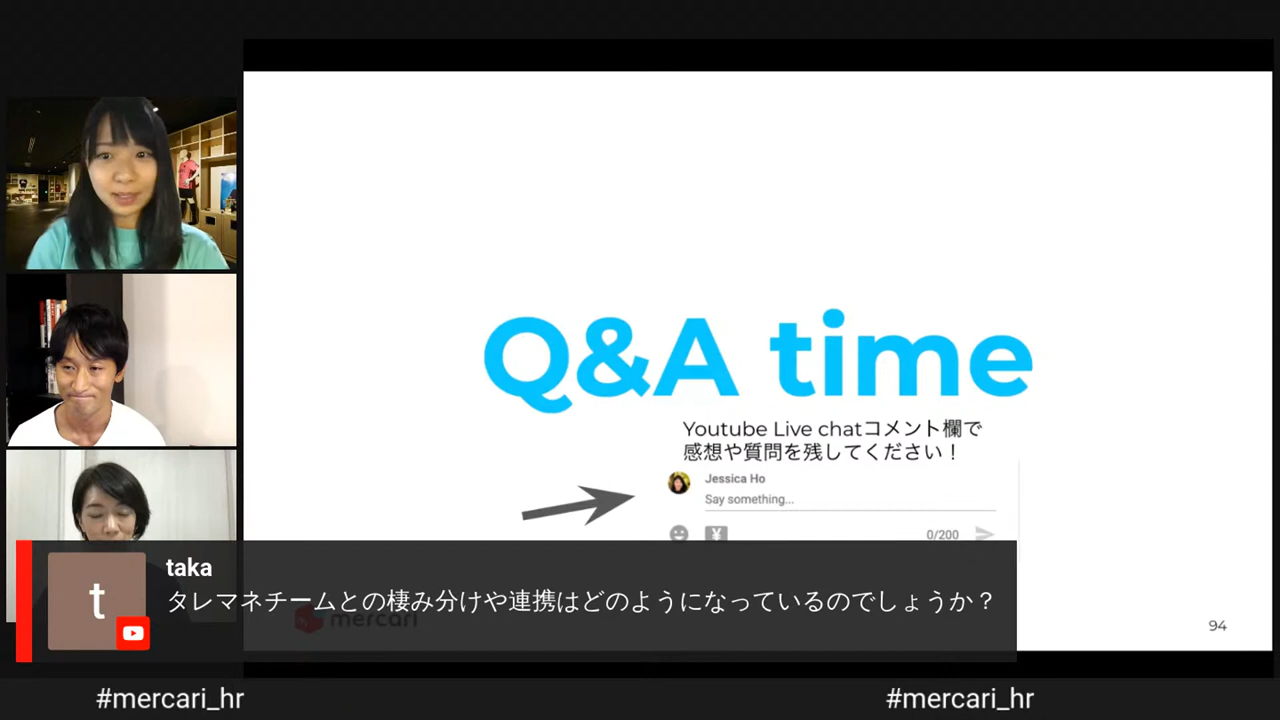 Q&A time
Youtube Live chatコメント欄で
感想や質問を残してください！
Jessica Ho
Say something...
0/200
t
taka
タレマネチームとの棲み分けや連携はどのようになっているのでしょうか？
mercari
94
#mercari_hr
#mercari_hr